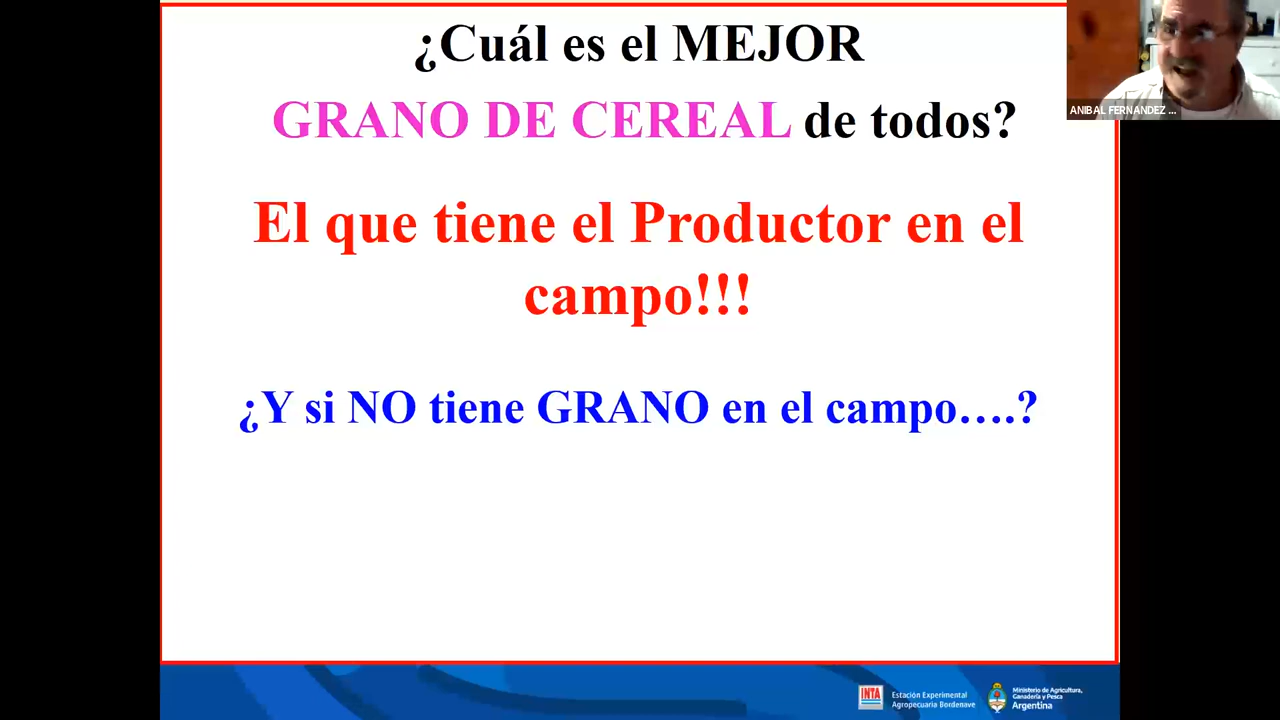 ¿Cuál es el MEJOR
GRANO DE CEREAL de todos?
El que tiene el Productor en el
campo!!!
¿Y si NO tiene GRANO en el campo….?
ANIBAL FERNANDEZ ...
INTA
Estación Experimental
Agropecuaria Bordenave
Ministerio de Agricultura,
Ganadería y Pesca
Argentina